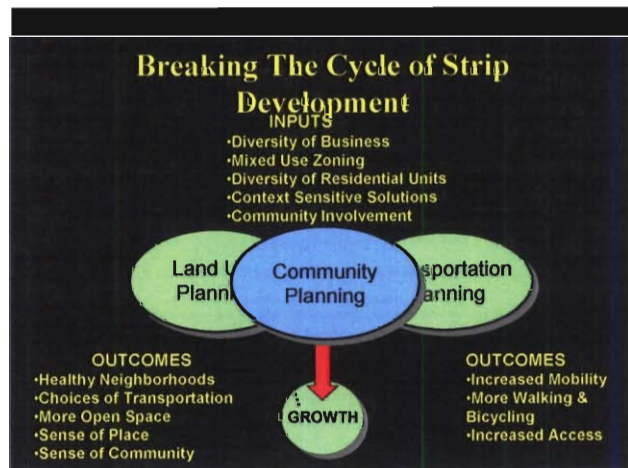 Breaking The Cycle of Strip
Development
INPUTS
•Diversity of Business
•Mixed Use Zoning
•Diversity of Residential Units
•Context Sensitive Solutions
•Community Involvement
Land U
Planni
Community
Planning
sportation
anning
OUTCOMES
•Healthy Neighborhoods
•Choices of Transportation
•More Open Space
•Sense of Place
•Sense of Community
GROWTH
OUTCOMES
•Increased Mobility
•More Walking &
Bicycling
•Increased Access